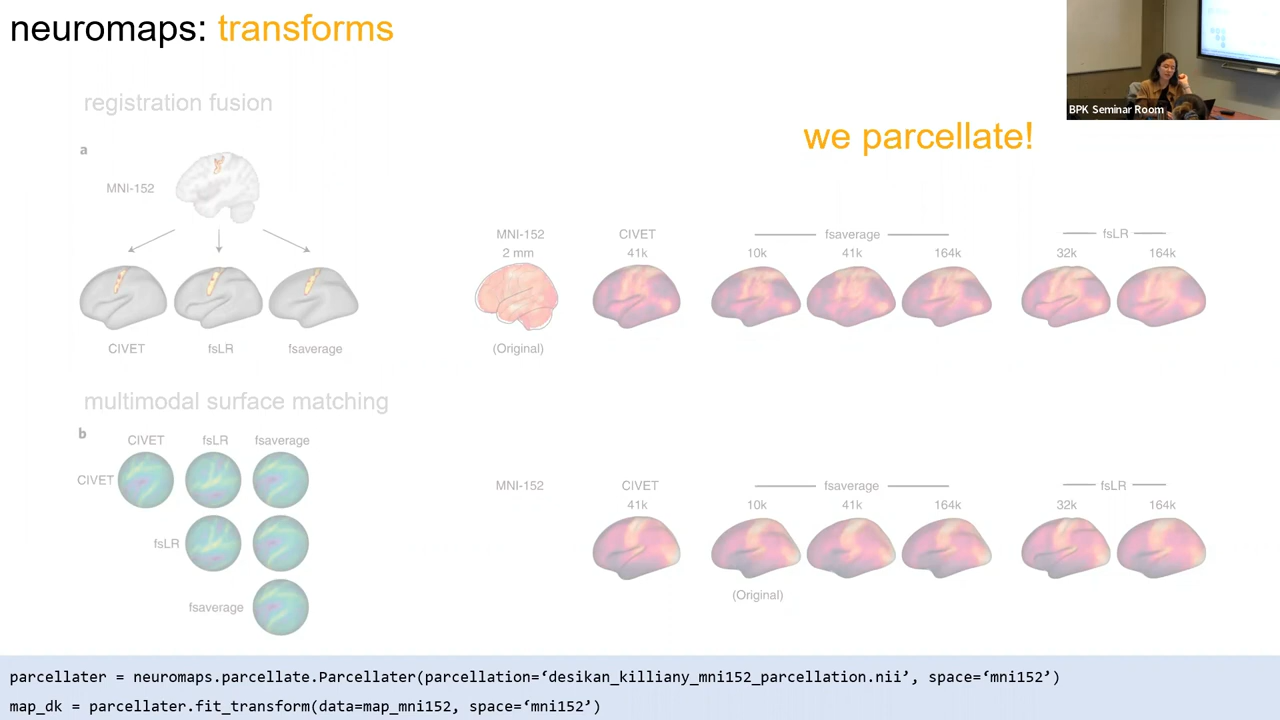 neuromaps: transforms
BPK Seminar Room
registration fusion
we parcellate!
a
MNI-152
CIVET fsLR fsaverage
MNI-152 CIVET fsaverage fsLR
2 mm 41k 10k 41k 164k 32k 164k
(Original)
multimodal surface matching
b
CIVET fsLR fsaverage
CIVET
fsLR
fsaverage
MNI-152 CIVET fsaverage fsLR
41k 10k 41k 164k 32k 164k
(Original)
parcellater = neuromaps.parcellate.Parcellater(parcellation=‘desikan_killiany_mni152_parcellation.nii’, space=‘mni152’)
map_dk = parcellater.fit_transform(data=map_mni152, space=‘mni152’)